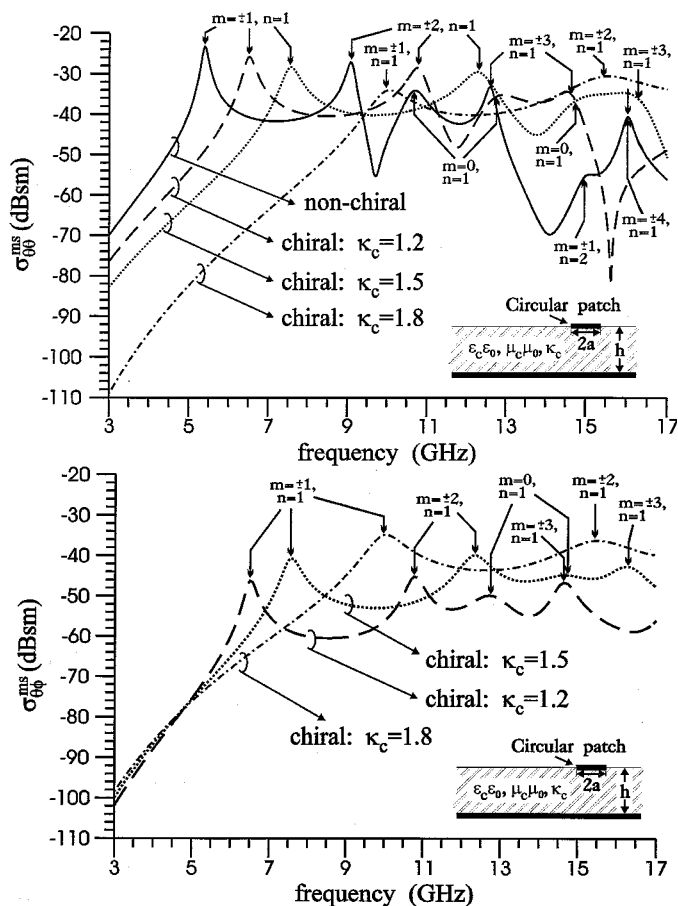 m=±1, n=1
m=±2, n=1
m=±1,
n=1
m=±3,
n=1
m=±2,
n=1
m=±3,
n=1
-20
-30
-40
-50
-60
-70
-80
-90
-100
-110
σθθ^ms (dBsm)
m=0,
n=1
m=0,
n=1
m=±1,
n=2
m=±4,
n=1
non-chiral
chiral: κc=1.2
chiral: κc=1.5
chiral: κc=1.8
Circular patch
εcε0, μcμ0, κc
2a
h
3 5 7 9 11 13 15 17
frequency (GHz)
-20
-30
-40
-50
-60
-70
-80
-90
-100
-110
σθϕ^ms (dBsm)
m=±1,
n=1
m=±2,
n=1
m=0,
n=1
m=±3,
n=1
m=±2,
n=1
m=±3,
n=1
chiral: κc=1.5
chiral: κc=1.2
chiral: κc=1.8
Circular patch
εcε0, μcμ0, κc
2a
h
3 5 7 9 11 13 15 17
frequency (GHz)